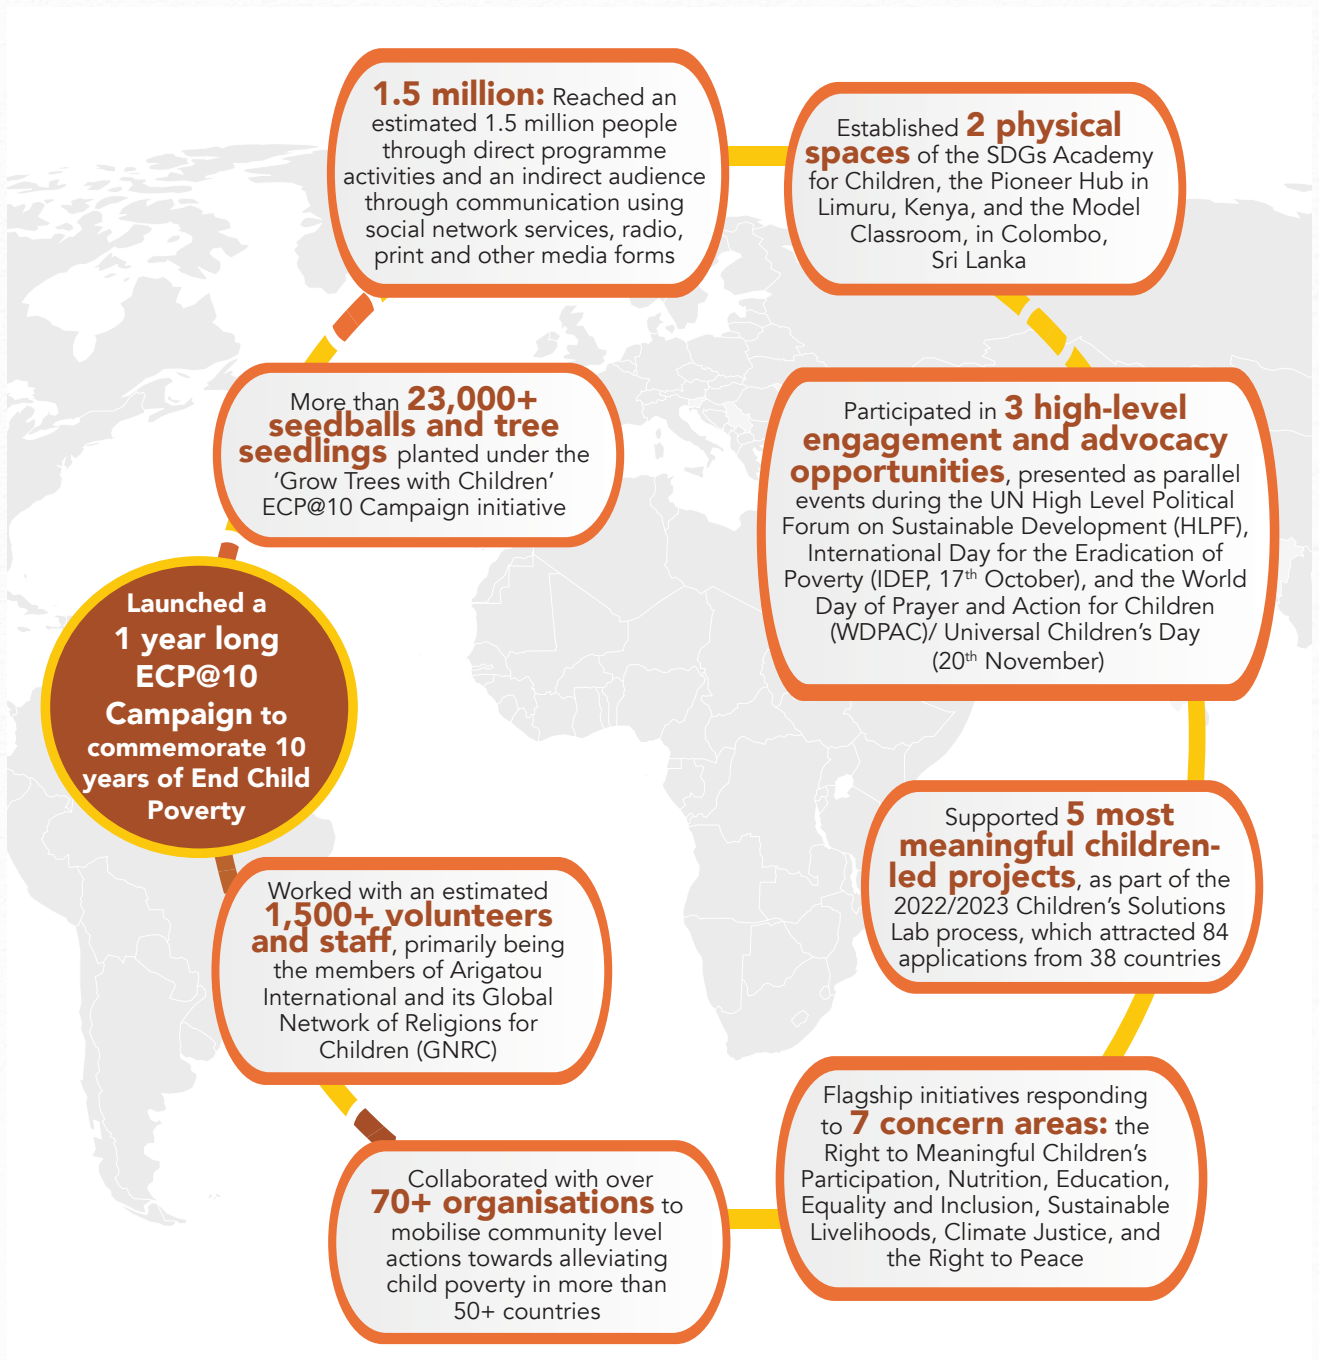 1.5 million: Reached an
estimated 1.5 million people
through direct programme
activities and an indirect audience
through communication using
social network services, radio,
print and other media forms
Established 2 physical
spaces of the SDGs Academy
for Children, the Pioneer Hub in
Limuru, Kenya, and the Model
Classroom, in Colombo,
Sri Lanka
Participated in 3 high-level
engagement and advocacy
opportunities, presented as parallel
events during the UN High Level Political
Forum on Sustainable Development (HLPF),
International Day for the Eradication of
Poverty (IDEP, 17th October), and the World
Day of Prayer and Action for Children
(WDPAC)/ Universal Children’s Day
(20th November)
Supported 5 most
meaningful children-
led projects, as part of the
2022/2023 Children’s Solutions
Lab process, which attracted 84
applications from 38 countries
Flagship initiatives responding
to 7 concern areas: the
Right to Meaningful Children’s
Participation, Nutrition, Education,
Equality and Inclusion, Sustainable
Livelihoods, Climate Justice, and
the Right to Peace
Collaborated with over
70+ organisations to
mobilise community level
actions towards alleviating
child poverty in more than
50+ countries
Worked with an estimated
1,500+ volunteers
and staff, primarily being
the members of Arigatou
International and its Global
Network of Religions for
Children (GNRC)
Launched a
1 year long
ECP@10
Campaign to
commemorate 10
years of End Child
Poverty
More than 23,000+
seedballs and tree
seedlings planted under the
‘Grow Trees with Children’
ECP@10 Campaign initiative